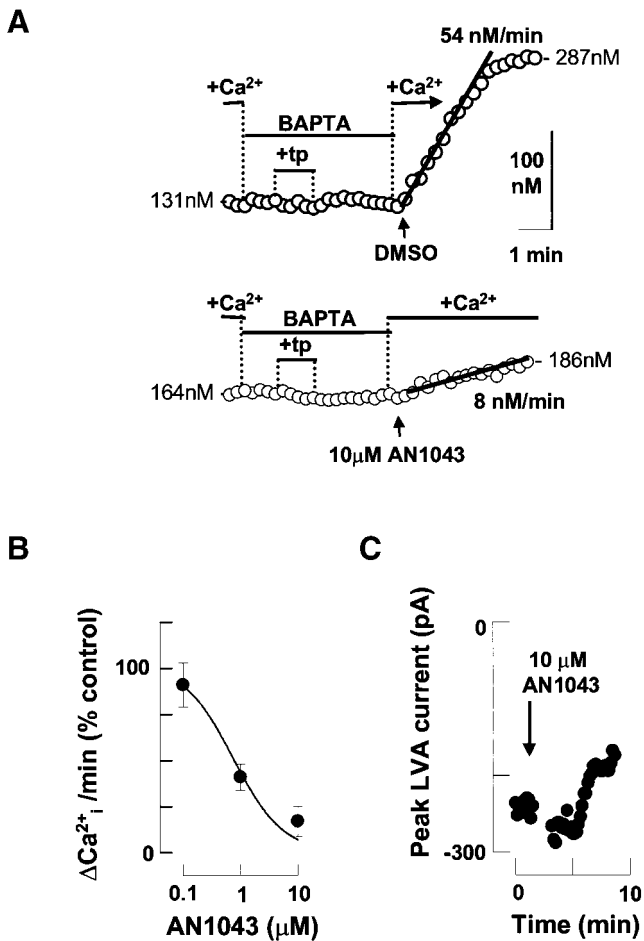 A
54 nM/min
287nM
+Ca²⁺
+Ca²⁺
BAPTA
+tp
100
nM
131nM
DMSO
1 min
+Ca²⁺
+Ca²⁺
BAPTA
+tp
186nM
164nM
8 nM/min
10μM AN1043
B
C
ΔCa²⁺ᵢ /min (% control)
100
0
0.1
1
10
AN1043 (μM)
Peak LVA current (pA)
0
10 μM
AN1043
-300
0
10
Time (min)